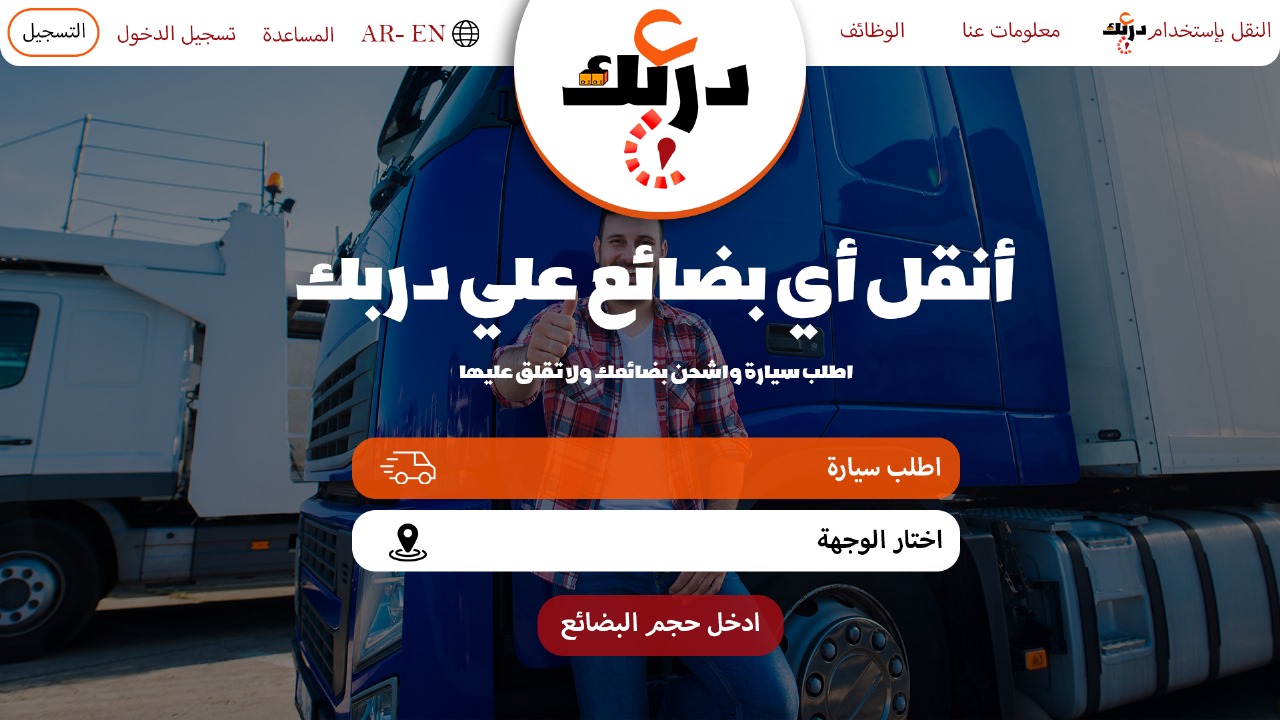 النقل بإستخدام دربك
معلومات عنا
الوظائف
AR- EN
المساعدة
تسجيل الدخول
التسجيل
دربك
أنقل أي بضائع علي دربك
اطلب سيارة واشحن بضائعك ولا تقلق عليها
اطلب سيارة
اختار الوجهة
ادخل حجم البضائع